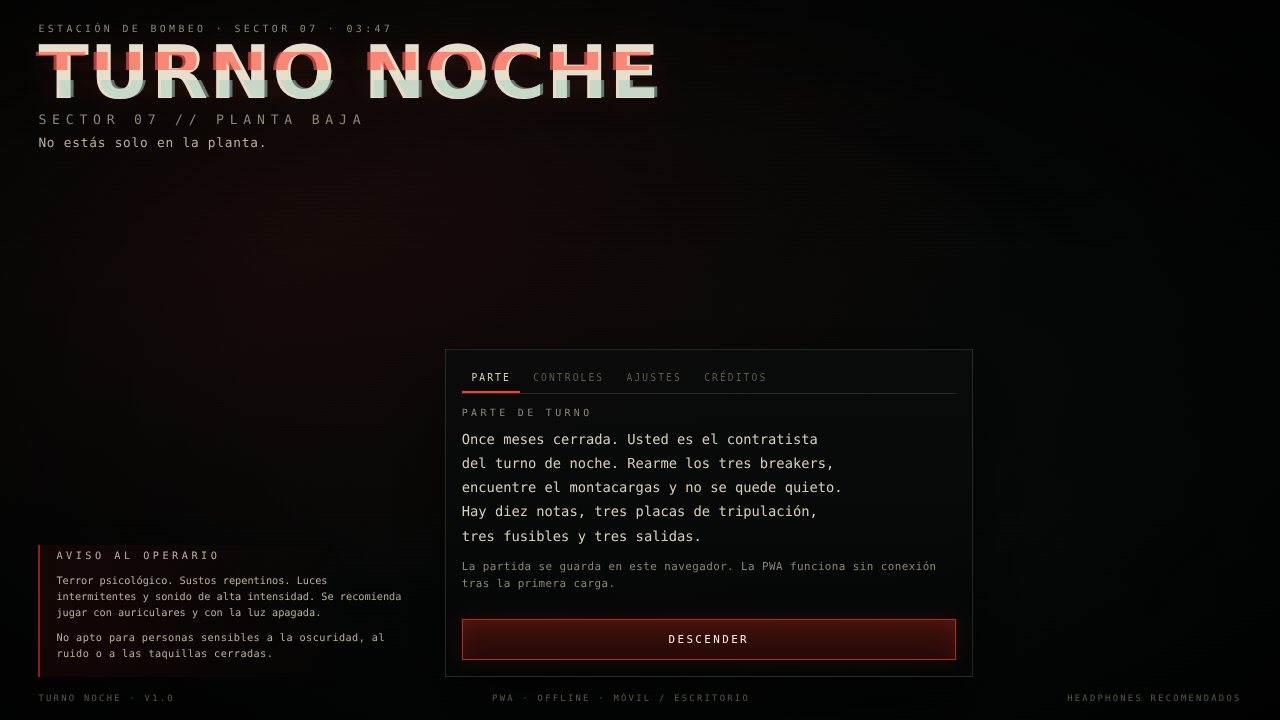 ESTACIÓN DE BOMBEO · SECTOR 07 · 03:47
TURNO NOCHE
SECTOR 07 // PLANTA BAJA
No estás solo en la planta.
PARTE CONTROLES AJUSTES CRÉDITOS
PARTE DE TURNO
Once meses cerrada. Usted es el contratista
del turno de noche. Rearme los tres breakers,
encuentre el montacargas y no se quede quieto.
Hay diez notas, tres placas de tripulación,
tres fusibles y tres salidas.
La partida se guarda en este navegador. La PWA funciona sin conexión
tras la primera carga.
DESCENDER
AVISO AL OPERARIO
Terror psicológico. Sustos repentinos. Luces
intermitentes y sonido de alta intensidad. Se recomienda
jugar con auriculares y con la luz apagada.
No apto para personas sensibles a la oscuridad, al
ruido o a las taquillas cerradas.
TURNO NOCHE · V1.0
PWA · OFFLINE · MÓVIL / ESCRITORIO
HEADPHONES RECOMENDADOS